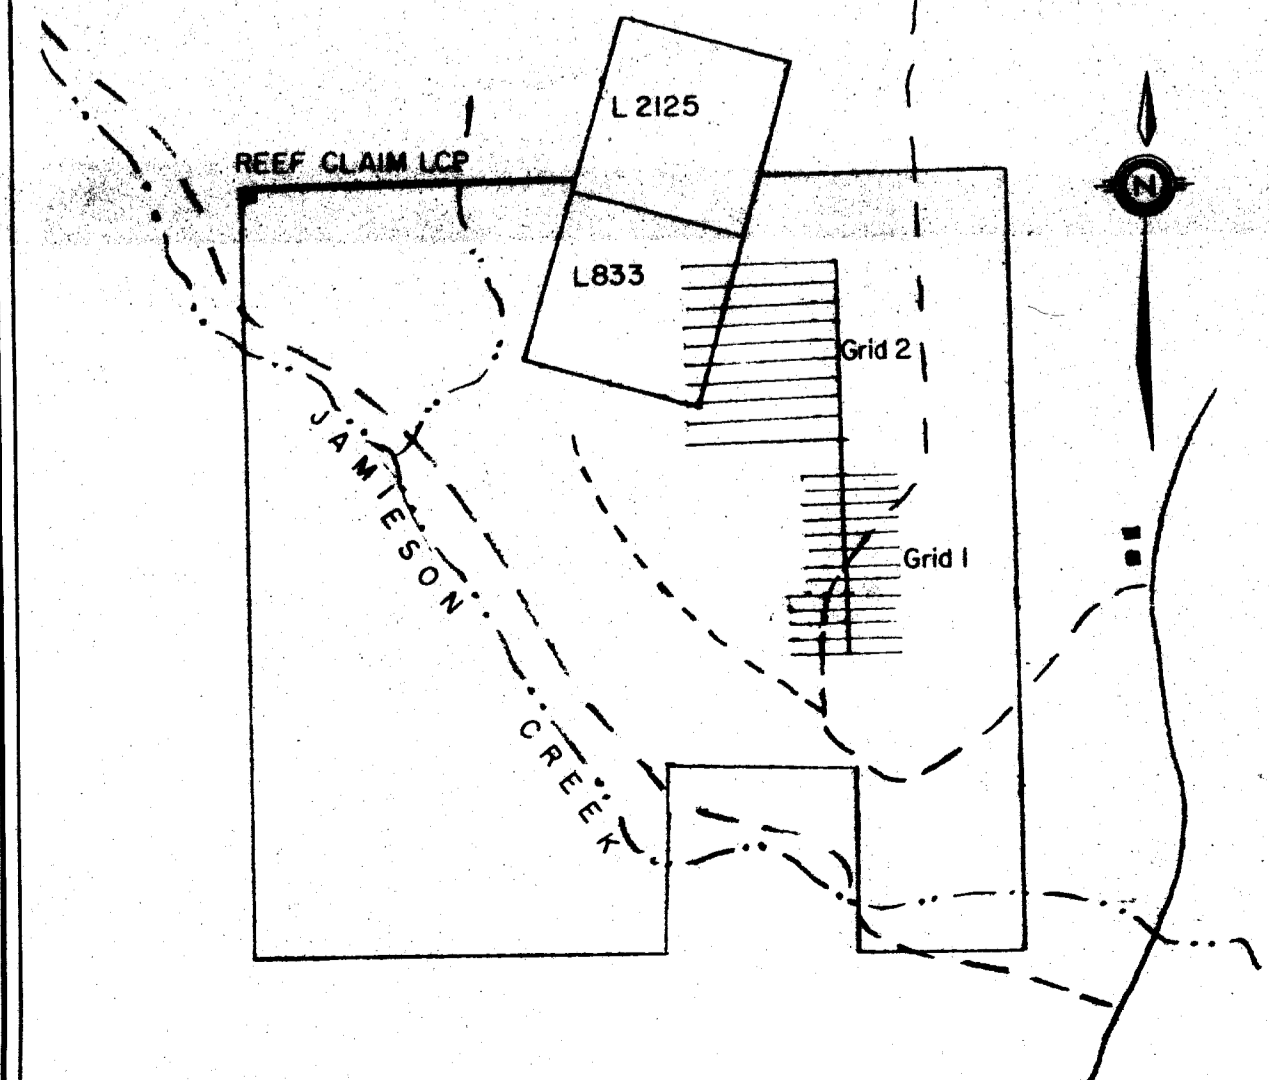 L 2125
REEF CLAIM LCP
N
L833
Grid 2
JAMIESON
Grid 1
CREEK